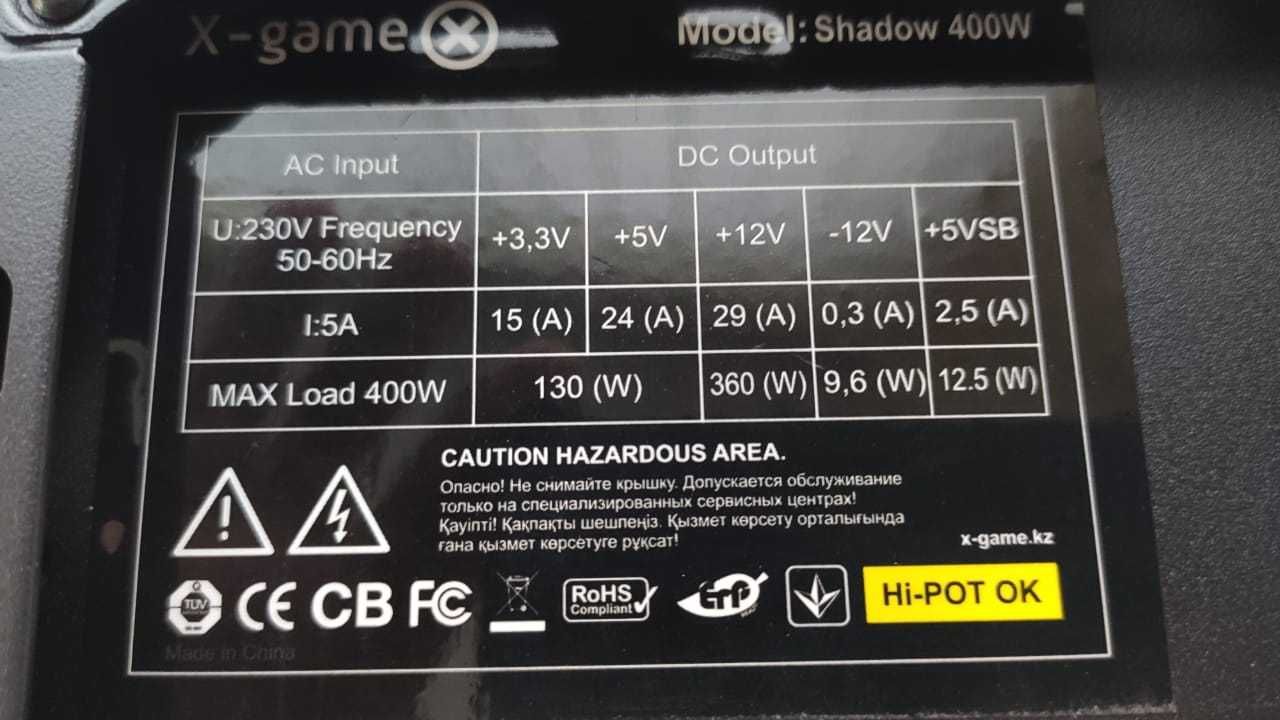 X-game X
Model: Shadow 400W
AC Input DC Output
U:230V Frequency 50-60Hz +3,3V +5V +12V -12V +5VSB
I:5A 15 (A) 24 (A) 29 (A) 0,3 (A) 2,5 (A)
MAX Load 400W 130 (W) 360 (W) 9,6 (W) 12.5 (W)
CAUTION HAZARDOUS AREA.
Опасно! Не снимайте крышку. Допускается обслуживание
только на специализированных сервисных центрах!
Қауіпті! Қақпақты шешпеңіз. Қызмет көрсету орталығында
ғана қызмет көрсетуге рұқсат!
x-game.kz
TÜV CE CB FC RoHS Compliant ErP Hi-POT OK
Made in China